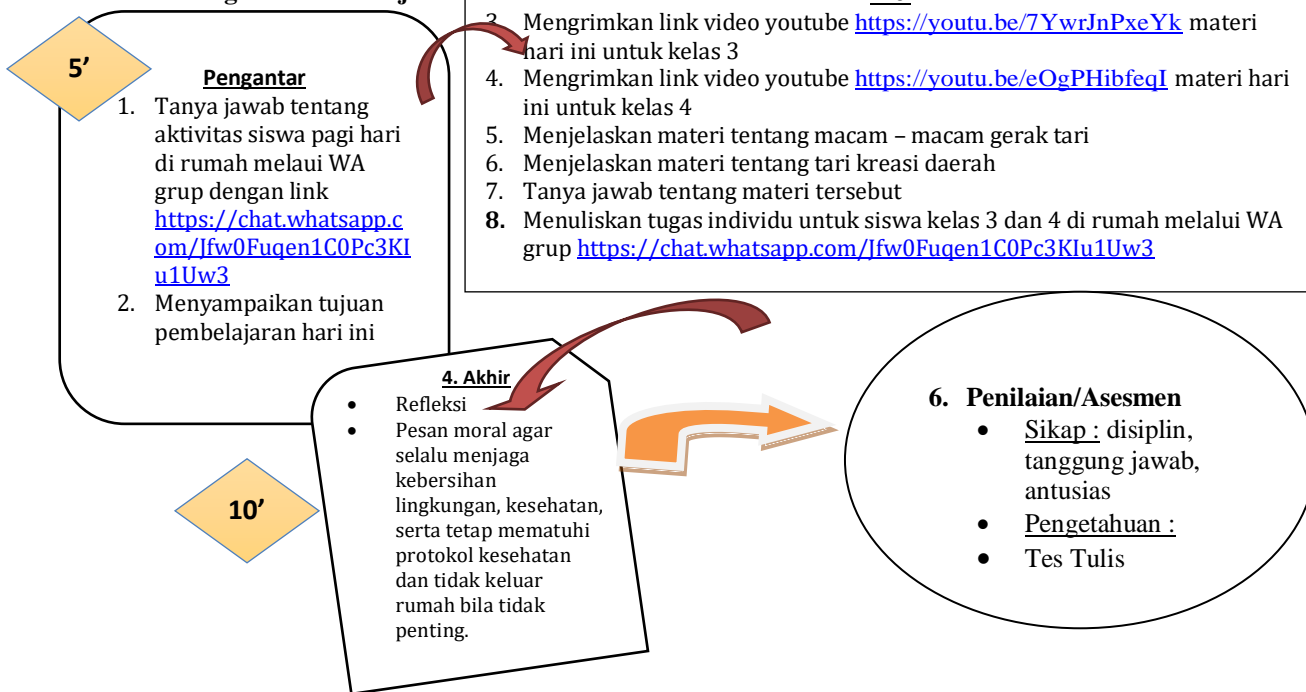 5’
Pengantar
1. Tanya jawab tentang
aktivitas siswa pagi hari
di rumah melaui WA
grup dengan link
https://chat.whatsapp.c
om/Jfw0Fuqen1C0Pc3KI
u1Uw3
2. Menyampaikan tujuan
pembelajaran hari ini
3. Mengrimkan link video youtube https://youtu.be/7YwrJnPxeYk materi
hari ini untuk kelas 3
4. Mengrimkan link video youtube https://youtu.be/eOgPHibfeqI materi hari
ini untuk kelas 4
5. Menjelaskan materi tentang macam – macam gerak tari
6. Menjelaskan materi tentang tari kreasi daerah
7. Tanya jawab tentang materi tersebut
8. Menuliskan tugas individu untuk siswa kelas 3 dan 4 di rumah melalui WA
grup https://chat.whatsapp.com/Jfw0Fuqen1C0Pc3KIu1Uw3
4. Akhir
• Refleksi
• Pesan moral agar
selalu menjaga
kebersihan
lingkungan, kesehatan,
serta tetap mematuhi
protokol kesehatan
dan tidak keluar
rumah bila tidak
penting.
10’
6. Penilaian/Asesmen
• Sikap : disiplin,
tanggung jawab,
antusias
• Pengetahuan :
• Tes Tulis